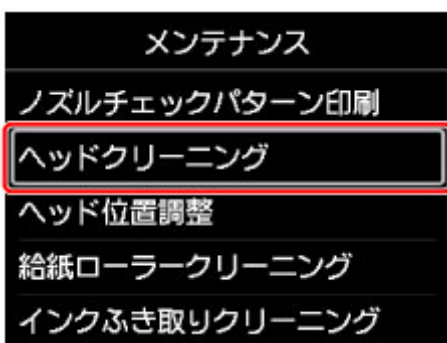 メンテナンス
ノズルチェックパターン印刷
ヘッドクリーニング
ヘッド位置調整
給紙ローラークリーニング
インクふき取りクリーニング